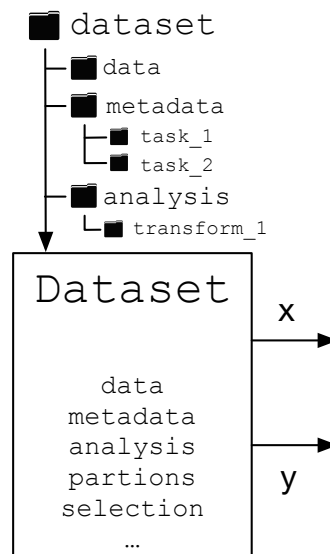 dataset
data
metadata
task_1
task_2
analysis
transform_1
Dataset
x
data
metadata
analysis
partions
selection
…
y